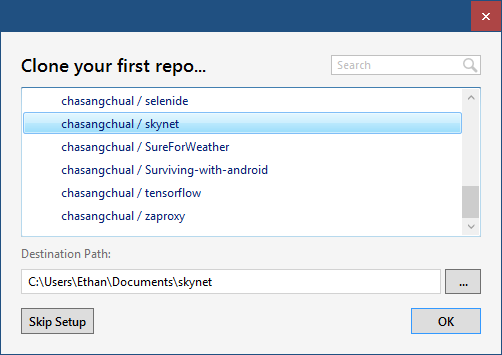 Clone your first repo...
Search
chasangchual / selenide
chasangchual / skynet
chasangchual / SureForWeather
chasangchual / Surviving-with-android
chasangchual / tensorflow
chasangchual / zaproxy
Destination Path:
C:\Users\Ethan\Documents\skynet
...
Skip Setup
OK